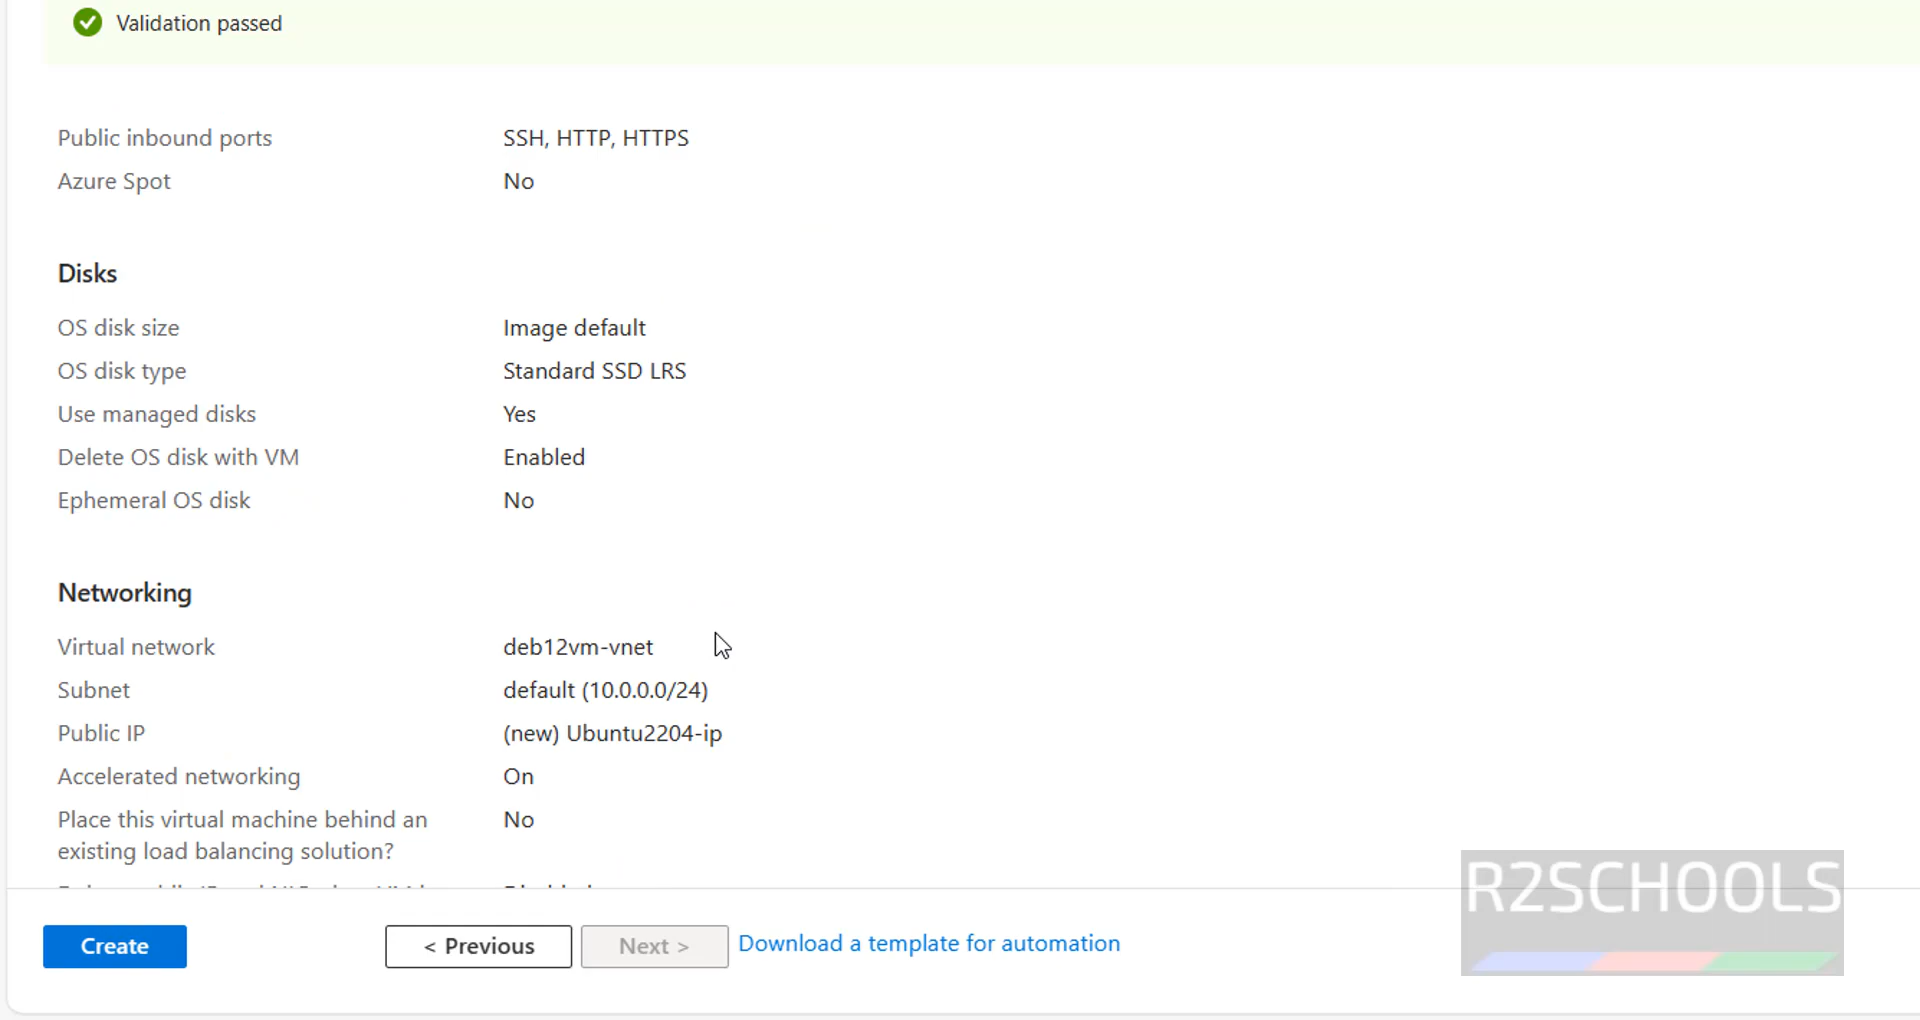 Validation passed
Public inbound ports SSH, HTTP, HTTPS
Azure Spot No
Disks
OS disk size Image default
OS disk type Standard SSD LRS
Use managed disks Yes
Delete OS disk with VM Enabled
Ephemeral OS disk No
Networking
Virtual network deb12vm-vnet
Subnet default (10.0.0.0/24)
Public IP (new) Ubuntu2204-ip
Accelerated networking On
Place this virtual machine behind an No
existing load balancing solution?
Create < Previous Next > Download a template for automation
R2SCHOOLS